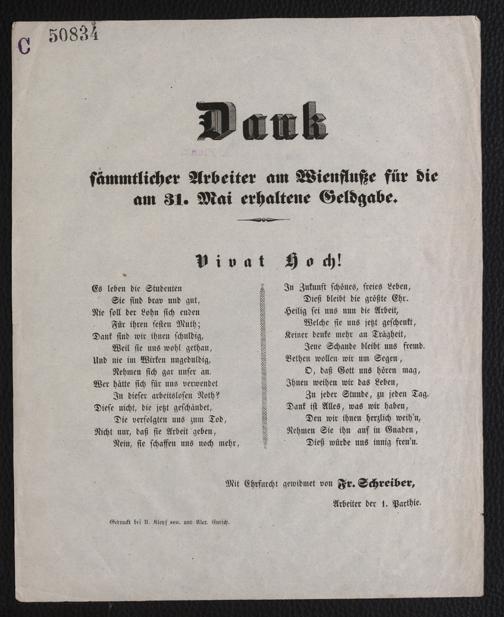 C 50834
Dank
sämmtlicher Arbeiter am Wienfluße für die
am 31. Mai erhaltene Geldgabe.
Vivat Hoch!
Es leben die Studenten
Sie sind brav und gut,
Nie soll der Lohn sich enden
Für ihren festen Muth;
Dank sind wir ihnen schuldig,
Weil sie uns wohl gethan,
Und nie im Wirken ungeduldig,
Nehmen sich gar unser an.
Wer hätte sich für uns verwendet
In dieser arbeitslosen Noth?
Diese nicht, die jetzt geschändet,
Die verfolgten uns zum Tod,
Nicht nur, daß sie Arbeit geben,
Nein, sie schaffen uns noch mehr,
In Zukunft schönes, freies Leben,
Dieß bleibt die größte Ehr.
Heilig sei uns nun die Arbeit,
Welche sie uns jetzt geschenkt,
Keiner denke mehr an Trägheit,
Jene Schande bleibt uns fremd.
Bethen wollen wir um Segen,
O, daß Gott uns hören mag,
Ihnen weihen wir das Leben,
Zu jeder Stunde, zu jeden Tag.
Dank ist Alles, was wir haben,
Den wir ihnen herzlich weih'n,
Nehmen Sie ihn auf in Gnaden,
Dieß würde uns innig freu'n.
Mit Ehrfurcht gewidmet von Fr. Schreiber,
Arbeiter der 1. Parthie.
Gedruckt bei U. Klopf sen. und Alex. Eurich.